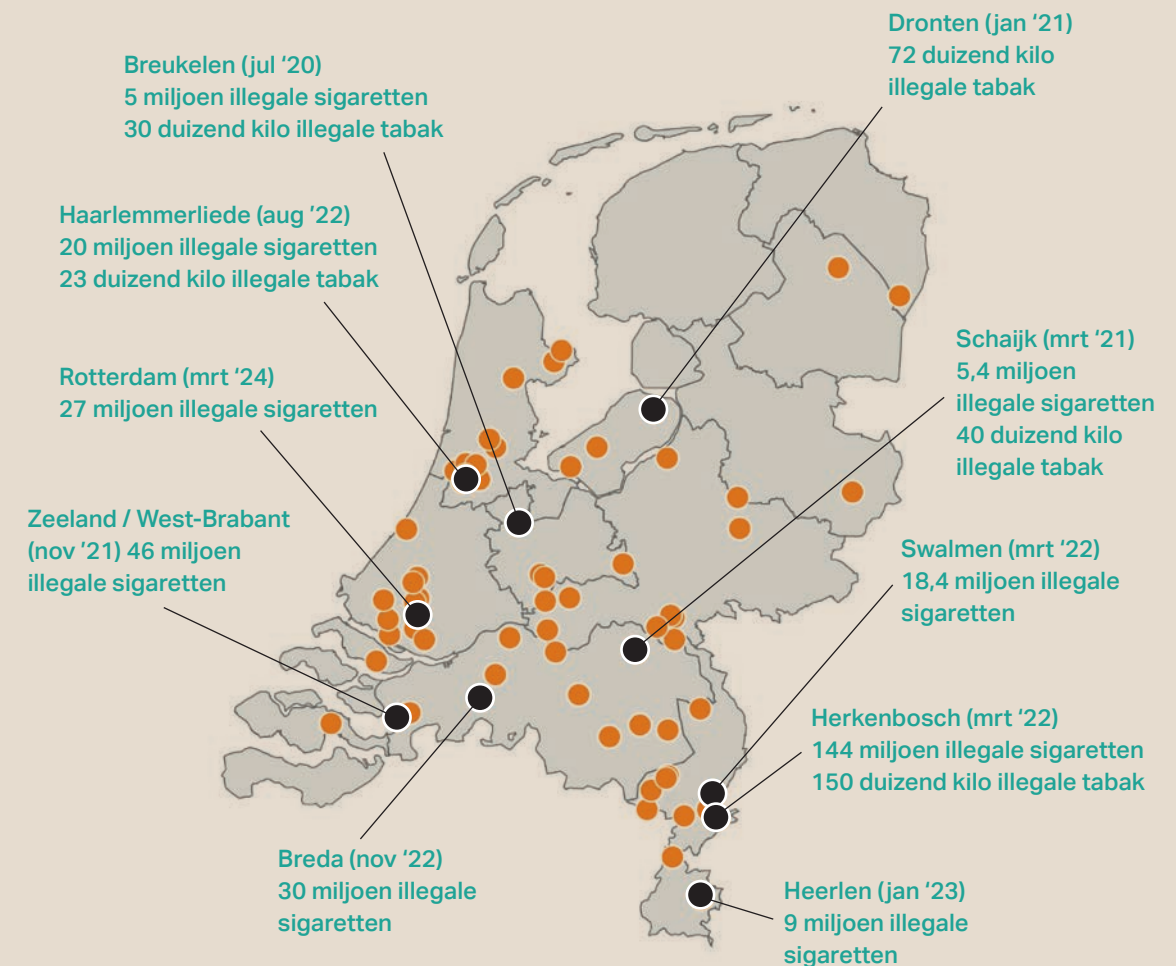 Dronten (jan ‘21)
72 duizend kilo
illegale tabak
Breukelen (jul ‘20)
5 miljoen illegale sigaretten
30 duizend kilo illegale tabak
Haarlemmerliede (aug ‘22)
20 miljoen illegale sigaretten
23 duizend kilo illegale tabak
Schaijk (mrt ‘21)
5,4 miljoen
illegale sigaretten
40 duizend kilo
illegale tabak
Rotterdam (mrt ‘24)
27 miljoen illegale sigaretten
Zeeland / West-Brabant
(nov ‘21) 46 miljoen
illegale sigaretten
Swalmen (mrt ‘22)
18,4 miljoen illegale
sigaretten
Herkenbosch (mrt ‘22)
144 miljoen illegale sigaretten
150 duizend kilo illegale tabak
Breda (nov ‘22)
30 miljoen illegale
sigaretten
Heerlen (jan ‘23)
9 miljoen illegale
sigaretten